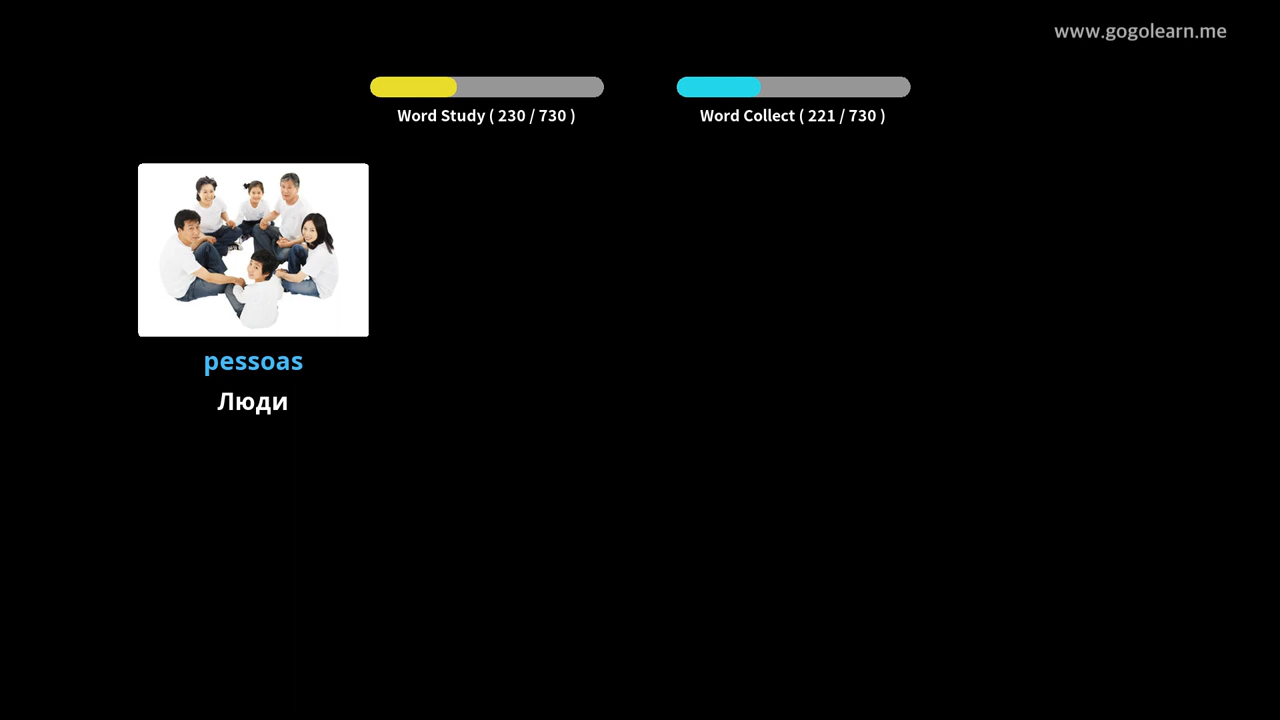 www.gogolearn.me
Word Study ( 230 / 730 )
Word Collect ( 221 / 730 )
pessoas
Люди